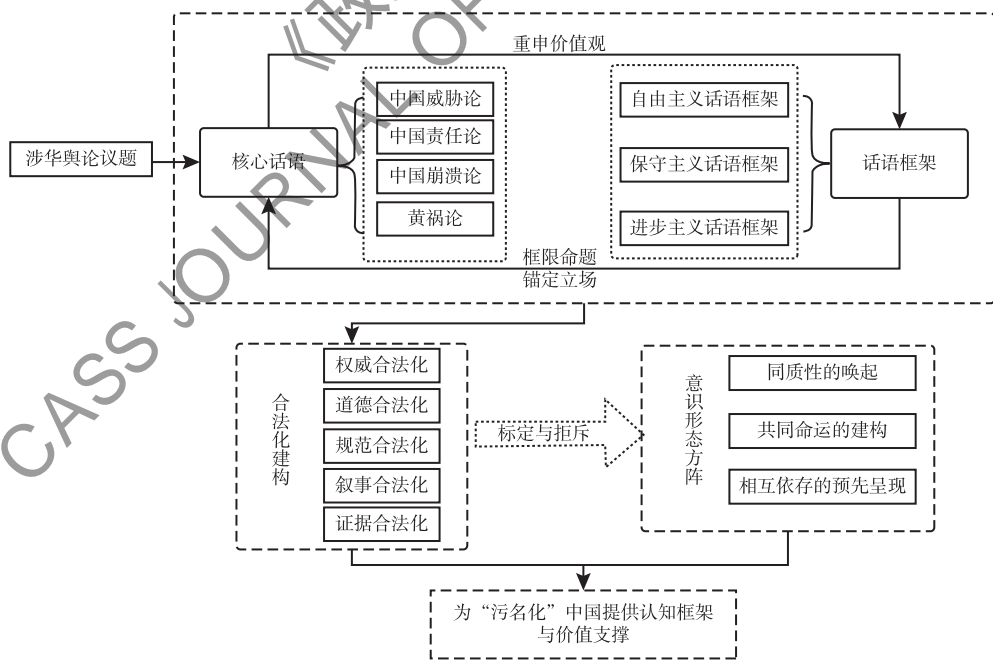 《政
CASS JOURNAL OF
重申价值观
涉华舆论议题
核心话语
中国威胁论
中国责任论
中国崩溃论
黄祸论
自由主义话语框架
保守主义话语框架
进步主义话语框架
话语框架
框限命题
锚定立场
合法化建构
权威合法化
道德合法化
规范合法化
叙事合法化
证据合法化
标定与拒斥
意识形态方阵
同质性的唤起
共同命运的建构
相互依存的预先呈现
为“污名化”中国提供认知框架
与价值支撑